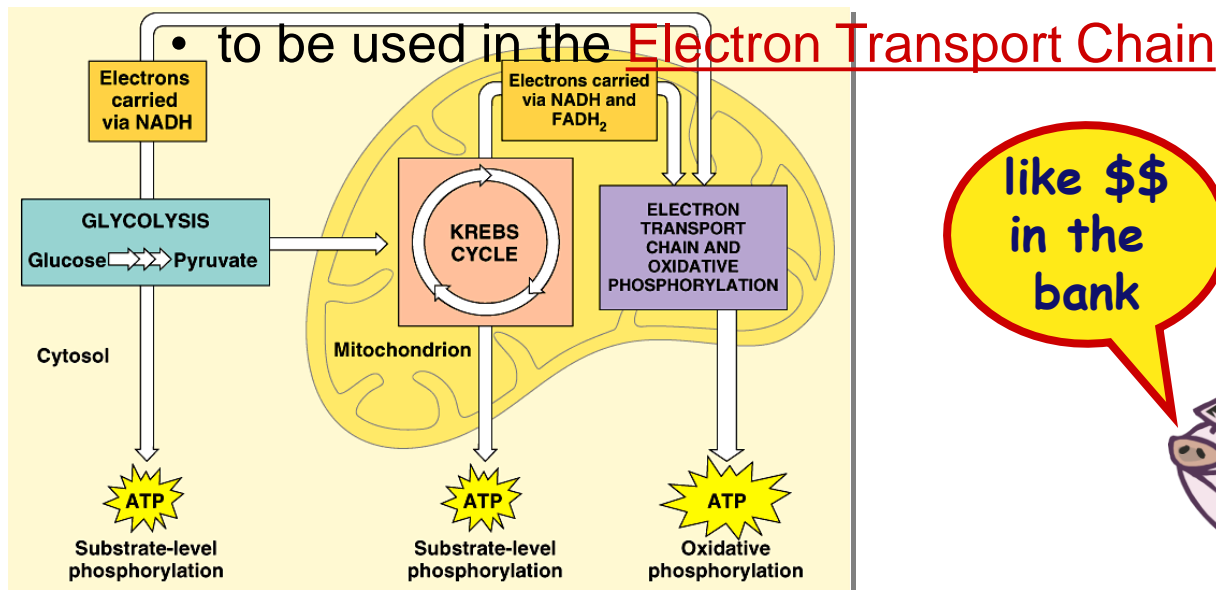 • to be used in the Electron Transport Chain
Electrons
carried
via NADH
Electrons carried
via NADH and
FADH2
GLYCOLYSIS
Glucose Pyruvate
KREBS
CYCLE
ELECTRON
TRANSPORT
CHAIN AND
OXIDATIVE
PHOSPHORYLATION
like $$
in the
bank
Cytosol
Mitochondrion
ATP
ATP
ATP
Substrate-level
phosphorylation
Substrate-level
phosphorylation
Oxidative
phosphorylation